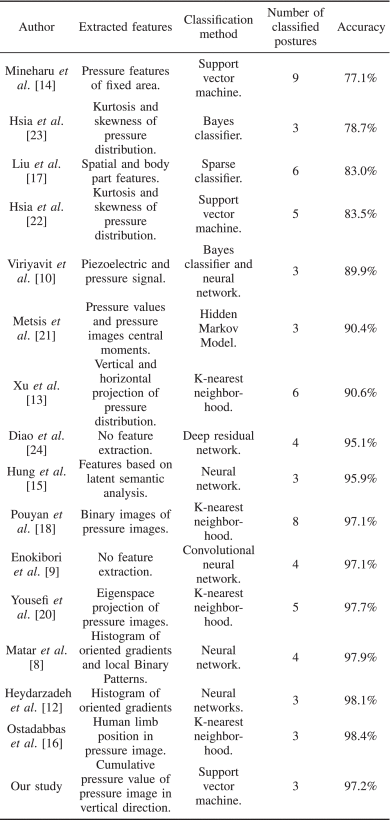 Author Extracted features Classification method Number of classified postures Accuracy
Mineharu et al. [14] Pressure features of fixed area. Support vector machine. 9 77.1%
Hsia et al. [23] Kurtosis and skewness of pressure distribution. Bayes classifier. 3 78.7%
Liu et al. [17] Spatial and body part features. Sparse classifier. 6 83.0%
Hsia et al. [22] Kurtosis and skewness of pressure distribution. Support vector machine. 5 83.5%
Viriyavit et al. [10] Piezoelectric and pressure signal. Bayes classifier and neural network. 3 89.9%
Metsis et al. [21] Pressure values and pressure images central moments. Hidden Markov Model. 3 90.4%
Xu et al. [13] Vertical and horizontal projection of pressure distribution. K-nearest neighbor-hood. 6 90.6%
Diao et al. [24] No feature extraction. Deep residual network. 4 95.1%
Hung et al. [15] Features based on latent semantic analysis. Neural network. 3 95.9%
Pouyan et al. [18] Binary images of pressure images. K-nearest neighbor-hood. 8 97.1%
Enokibori et al. [9] No feature extraction. Convolutional neural network. 4 97.1%
Yousefi et al. [20] Eigenspace projection of pressure images. K-nearest neighbor-hood. 5 97.7%
Matar et al. [8] Histogram of oriented gradients and local Binary Patterns. Neural network. 4 97.9%
Heydarzadeh et al. [12] Histogram of oriented gradients Neural networks. 3 98.1%
Ostadabbas et al. [16] Human limb position in pressure image. K-nearest neighbor-hood. 3 98.4%
Our study Cumulative pressure value of pressure image in vertical direction. Support vector machine. 3 97.2%